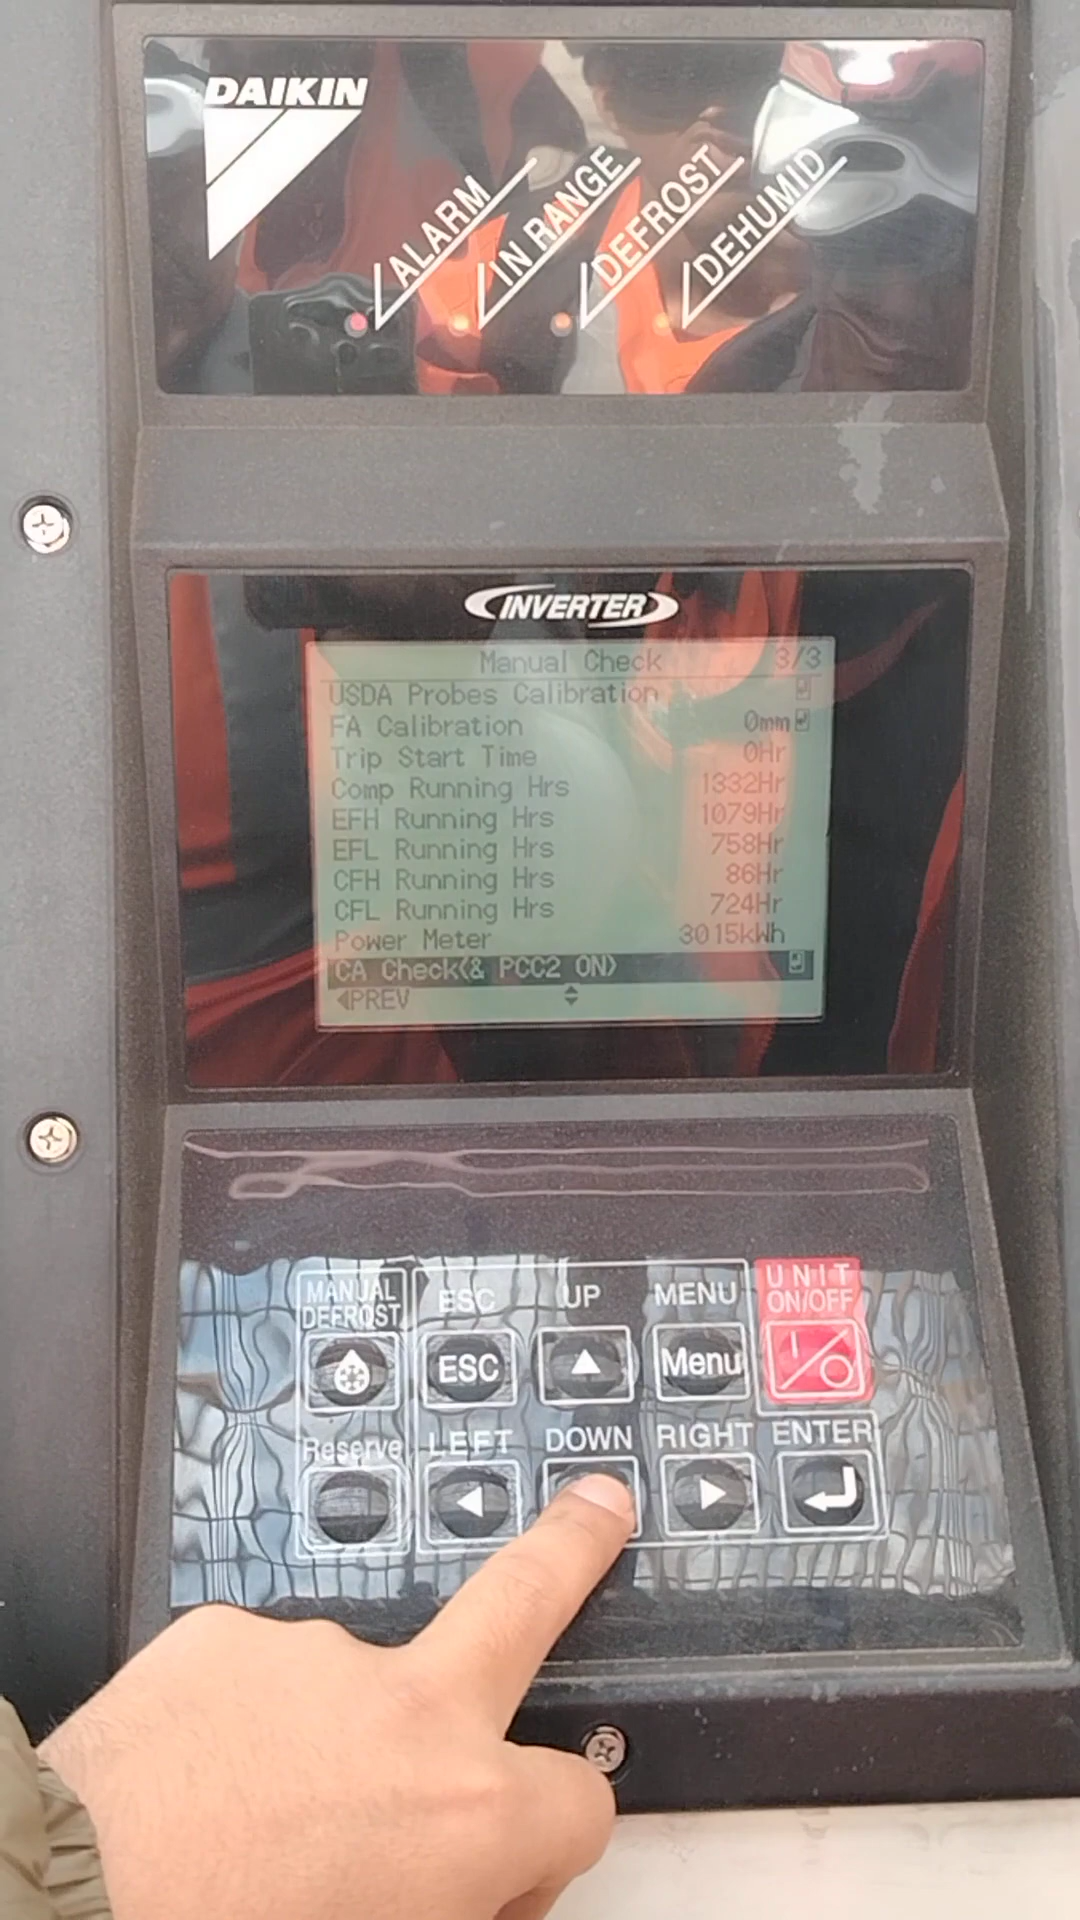 DAIKIN
ALARM
IN RANGE
DEFROST
DEHUMID
INVERTER
Manual Check 3/3
USDA Probes Calibration
FA Calibration 0mm
Trip Start Time 0Hr
Comp Running Hrs 1332Hr
EFH Running Hrs 1079Hr
EFL Running Hrs 758Hr
CFH Running Hrs 86Hr
CFL Running Hrs 724Hr
Power Meter 3015kWh
CA Check(& PCC2 ON)
◀PREV
MANUAL DEFROST
ESC
UP
MENU
UNIT ON/OFF
ESC
Menu
I/O
Reserve
LEFT
DOWN
RIGHT
ENTER